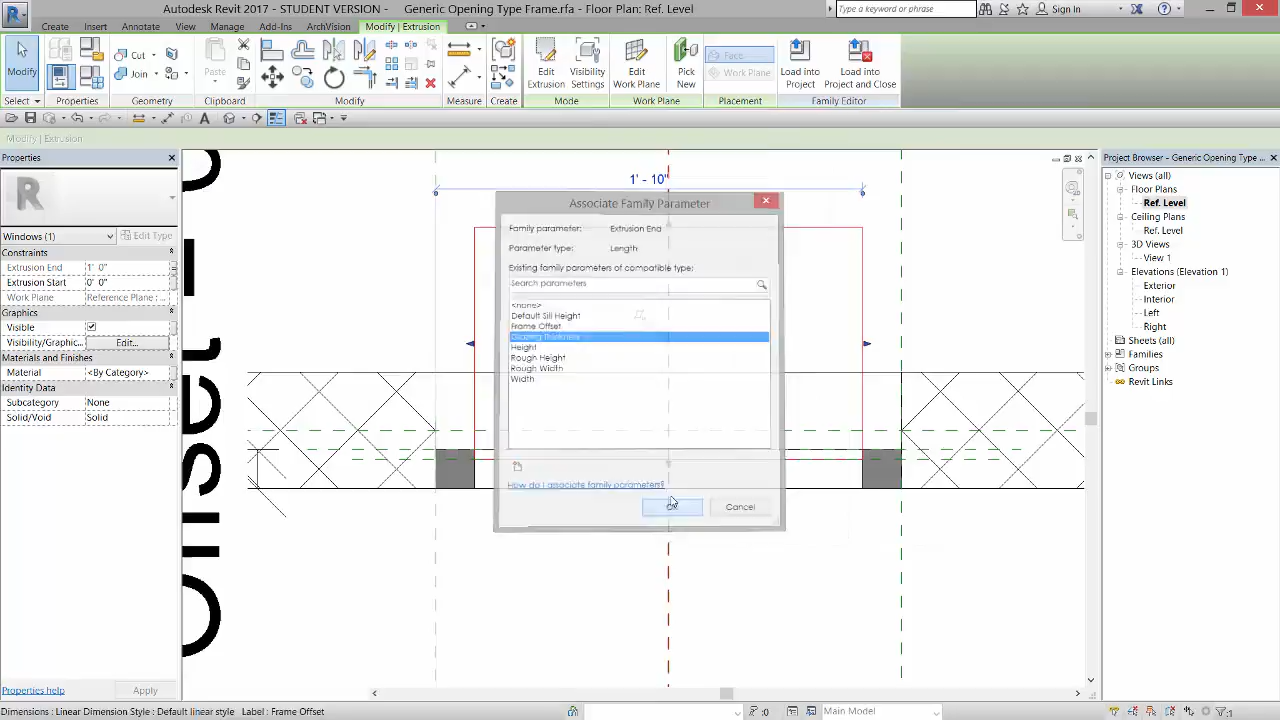 Autodesk Revit 2017 - STUDENT VERSION - Generic Opening Type Frame.rfa - Floor Plan: Ref. Level
Type a keyword or phrase
Sign In
Create
Insert
Annotate
View
Manage
Add-Ins
ArchVision
Modify | Extrusion
Modify
Cut
Join
Paste
Edit
Extrusion
Visibility
Settings
Edit
Work Plane
Pick
New
Face
Work Plane
Load into
Project
Load into
Project and Close
Select
Properties
Geometry
Clipboard
Modify
Measure
Create
Mode
Work Plane
Placement
Family Editor
Modify | Extrusion
Properties
Windows (1)
Edit Type
Constraints
Extrusion End
1' 0"
Extrusion Start
0' 0"
Work Plane
Reference Plane : ...
Graphics
Visible
Visibility/Graphic...
Edit...
Materials and Finishes
Material
<By Category>
Identity Data
Subcategory
None
Solid/Void
Solid
Properties help
Apply
1' - 10"
Associate Family Parameter
Family parameter:
Extrusion End
Parameter type:
Length
Existing family parameters of compatible type:
Search parameters
<none>
Default Sill Height
Frame Offset
Glazing Thickness
Height
Rough Height
Rough Width
Width
How do I associate family parameters?
Cancel
Project Browser - Generic Opening Type ...
Views (all)
Floor Plans
Ref. Level
Ceiling Plans
Ref. Level
3D Views
View 1
Elevations (Elevation 1)
Exterior
Interior
Left
Right
Sheets (all)
Families
Groups
Revit Links
Dimensions : Linear Dimension Style : Default linear style : Label : Frame Offset
:0
Main Model
:1